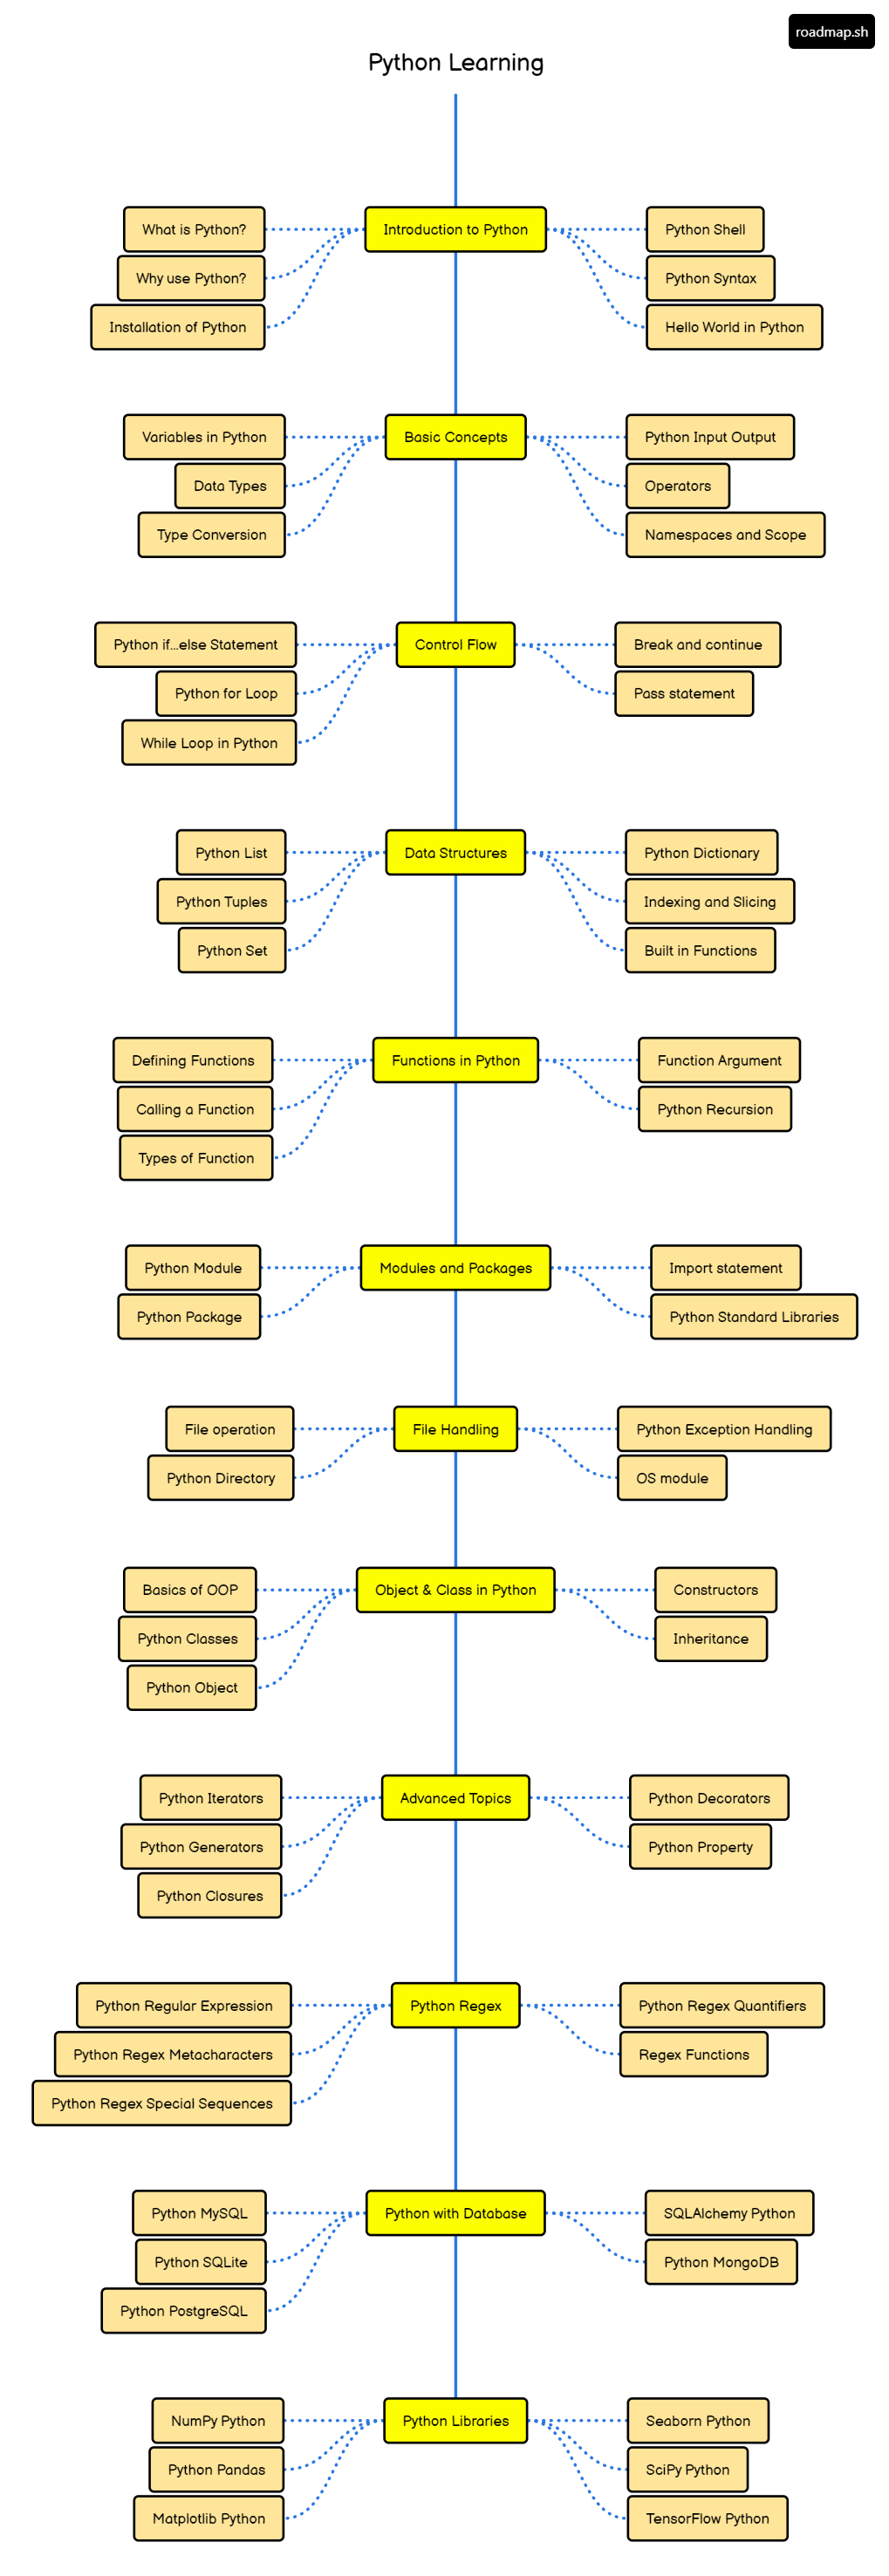 roadmap.sh
Python Learning
Introduction to Python
What is Python?
Why use Python?
Installation of Python
Python Shell
Python Syntax
Hello World in Python
Basic Concepts
Variables in Python
Data Types
Type Conversion
Python Input Output
Operators
Namespaces and Scope
Control Flow
Python if...else Statement
Python for Loop
While Loop in Python
Break and continue
Pass statement
Data Structures
Python List
Python Tuples
Python Set
Python Dictionary
Indexing and Slicing
Built in Functions
Functions in Python
Defining Functions
Calling a Function
Types of Function
Function Argument
Python Recursion
Modules and Packages
Python Module
Python Package
Import statement
Python Standard Libraries
File Handling
File operation
Python Directory
Python Exception Handling
OS module
Object & Class in Python
Basics of OOP
Python Classes
Python Object
Constructors
Inheritance
Advanced Topics
Python Iterators
Python Generators
Python Closures
Python Decorators
Python Property
Python Regex
Python Regular Expression
Python Regex Metacharacters
Python Regex Special Sequences
Python Regex Quantifiers
Regex Functions
Python with Database
Python MySQL
Python SQLite
Python PostgreSQL
SQLAlchemy Python
Python MongoDB
Python Libraries
NumPy Python
Python Pandas
Matplotlib Python
Seaborn Python
SciPy Python
TensorFlow Python